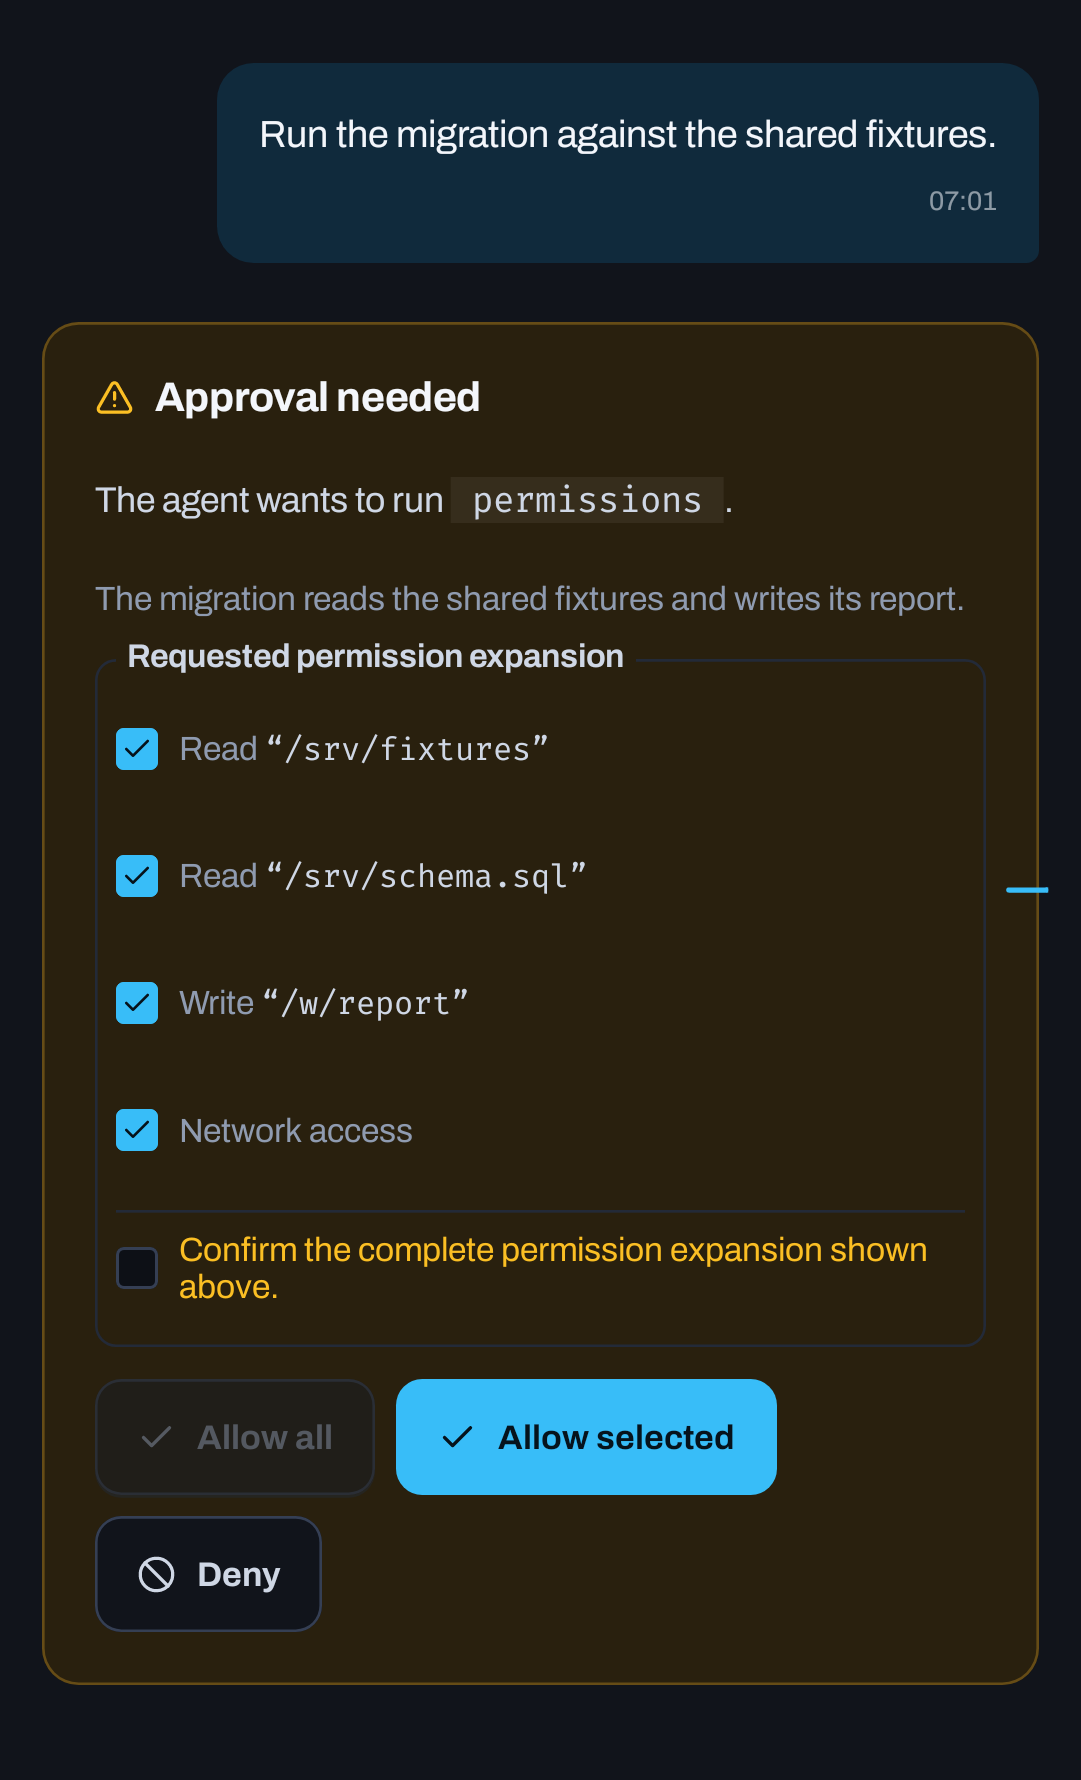 Run the migration against the shared fixtures.
07:01
Approval needed
The agent wants to run permissions.
The migration reads the shared fixtures and writes its report.
Requested permission expansion
Read “/srv/fixtures”
Read “/srv/schema.sql”
Write “/w/report”
Network access
Confirm the complete permission expansion shown
above.
Allow all
Allow selected
Deny